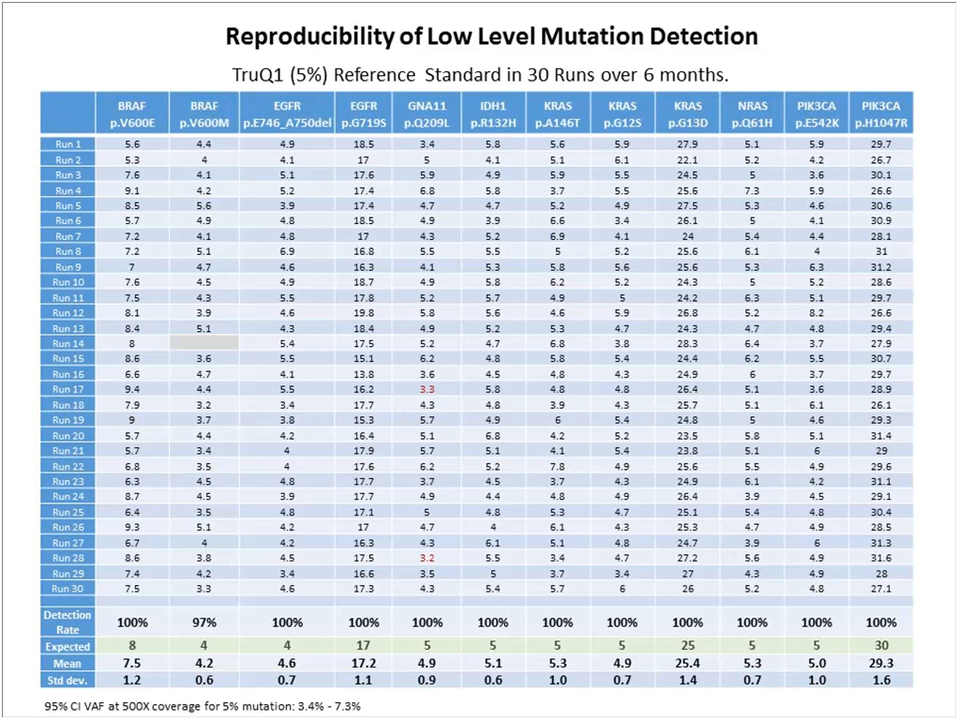 Reproducibility of Low Level Mutation Detection
TruQ1 (5%) Reference Standard in 30 Runs over 6 months.
BRAF BRAF EGFR EGFR GNA11 IDH1 KRAS KRAS KRAS NRAS PIK3CA PIK3CA
p.V600E p.V600M p.E746_A750del p.G719S p.Q209L p.R132H p.A146T p.G12S p.G13D p.Q61H p.E542K p.H1047R
Run 1 5.6 4.4 4.9 18.5 3.4 5.8 5.6 5.9 27.9 5.1 5.9 29.7
Run 2 5.3 4 4.1 17 5 4.1 5.1 6.1 22.1 5.2 4.2 26.7
Run 3 7.6 4.1 5.1 17.6 5.5 4.9 5.9 5.5 24.5 5 3.6 30.1
Run 4 9.1 4.2 5.2 17.4 6.8 5.8 3.7 5.5 25.6 7.3 5.9 26.6
Run 5 8.5 5.6 3.9 17.4 4.7 4.7 5.2 4.9 27.5 5.3 4.6 30.6
Run 6 5.7 4.9 4.8 18.5 4.9 3.9 6.6 3.4 26.1 5 4.1 30.9
Run 7 7.2 4.1 4.8 17 4.3 5.2 6.9 4.1 24 5.4 4.4 28.1
Run 8 7.2 5.1 6.9 16.8 5.5 5.5 5 5.2 25.6 6.1 4 31
Run 9 7 4.7 4.6 16.3 4.1 5.3 5.8 5.6 25.6 5.3 6.3 31.2
Run 10 7.6 4.5 4.9 18.7 4.9 5.8 6.2 5.2 24.3 5 5.2 28.6
Run 11 7.5 4.3 5.5 17.8 5.2 5.7 4.9 5 24.2 6.3 5.1 29.7
Run 12 8.1 3.9 4.6 19.8 5.8 5.6 4.6 5.9 26.8 5.2 8.2 26.6
Run 13 8.4 5.1 4.3 18.4 4.9 5.2 5.3 4.7 24.3 4.7 4.8 29.4
Run 14 8 5.4 17.5 5.2 4.7 6.8 3.8 28.3 6.4 3.7 27.9
Run 15 8.6 3.6 5.5 15.1 6.2 4.8 5.8 5.4 24.4 6.2 5.5 30.7
Run 16 6.6 4.7 4.1 13.8 3.6 4.5 4.8 4.3 24.9 6 3.7 29.7
Run 17 9.4 4.4 5.5 16.2 3.3 5.8 4.8 4.8 26.4 5.1 3.6 28.9
Run 18 7.9 3.2 3.4 17.7 4.3 4.8 3.9 4.3 25.7 5.1 6.1 26.1
Run 19 9 3.7 3.8 15.3 5.7 4.9 6 5.4 24.8 5 4.6 29.3
Run 20 5.7 4.4 4.2 16.4 5.1 6.8 4.2 5.2 23.5 5.8 5.1 31.4
Run 21 5.7 3.4 4 17.9 5.7 5.1 4.1 5.4 23.8 5.1 6 29
Run 22 6.8 3.5 4 17.6 6.2 5.2 7.8 4.9 25.6 5.5 4.9 29.6
Run 23 6.3 4.5 4.8 17.7 3.7 4.5 3.7 4.3 24.9 6.1 4.2 31.1
Run 24 8.7 4.5 3.9 17.7 4.9 4.4 4.8 4.9 26.4 3.9 4.5 29.1
Run 25 6.4 3.5 4.8 17.1 5 4.8 5.3 4.7 25.1 5.4 4.8 30.4
Run 26 9.3 5.1 4.2 17 4.7 4 6.1 4.3 25.3 4.7 4.9 28.5
Run 27 6.7 4 4.2 16.3 4.3 6.1 5.1 4.8 24.7 3.9 6 31.3
Run 28 8.6 3.8 4.5 17.5 3.2 5.5 3.4 4.7 27.2 5.6 4.9 31.6
Run 29 7.4 4.2 3.4 16.6 3.5 5 3.7 3.4 27 4.3 4.9 28
Run 30 7.5 3.3 4.6 17.3 4.3 5.4 5.7 6 26 5.2 4.8 27.1
Detection
Rate 100% 97% 100% 100% 100% 100% 100% 100% 100% 100% 100% 100%
Expected 8 4 4 17 5 5 5 5 25 5 5 30
Mean 7.5 4.2 4.6 17.2 4.9 5.1 5.3 4.9 25.4 5.3 5.0 29.3
Std dev. 1.2 0.6 0.7 1.1 0.9 0.6 1.0 0.7 1.4 0.7 1.0 1.6
95% CI VAF at 500X coverage for 5% mutation: 3.4% - 7.3%